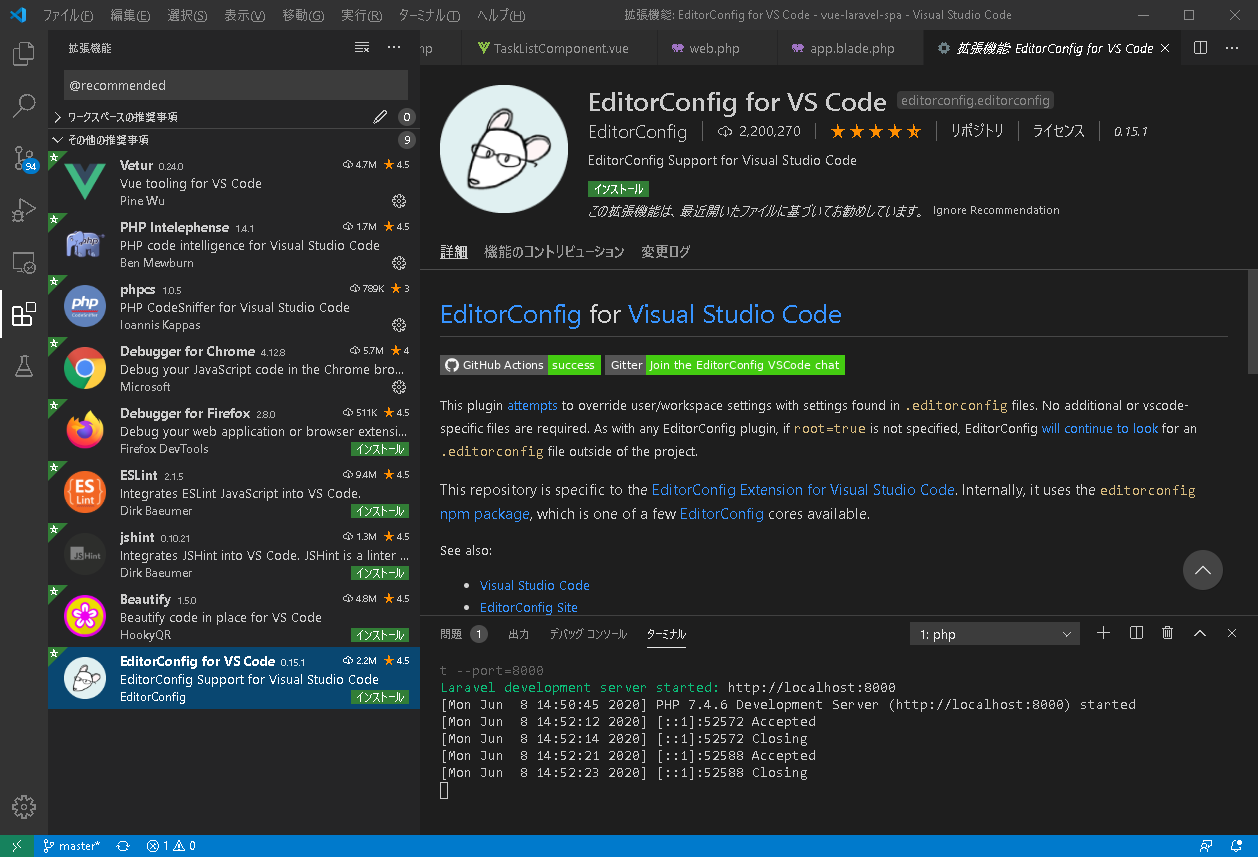 ファイル(F) 編集(E) 選択(S) 表示(V) 移動(G) 実行(R) ターミナル(T) ヘルプ(H) 拡張機能: EditorConfig for VS Code - vue-laravel-spa - Visual Studio Code
拡張機能
@recommended
ワークスペースの推奨事項 0
その他の推奨事項 9
Vetur 0.24.0 4.7M ★ 4.5
Vue tooling for VS Code
Pine Wu
PHP Intelephense 1.4.1 1.7M ★ 4.5
PHP code intelligence for Visual Studio Code
Ben Mewburn
phpcs 1.0.5 789K ★ 3
PHP CodeSniffer for Visual Studio Code
Ioannis Kappas
Debugger for Chrome 4.12.8 5.7M ★ 4
Debug your JavaScript code in the Chrome bro...
Microsoft
Debugger for Firefox 2.8.0 511K ★ 4.5
Debug your web application or browser extensi...
Firefox DevTools インストール
ESLint 2.1.5 9.4M ★ 4.5
Integrates ESLint JavaScript into VS Code.
Dirk Baeumer インストール
jshint 0.10.21 1.3M ★ 4.5
Integrates JSHint into VS Code. JSHint is a linter ...
Dirk Baeumer インストール
Beautify 1.5.0 4.8M ★ 4.5
Beautify code in place for VS Code
HookyQR インストール
EditorConfig for VS Code 0.15.1 2.2M ★ 4.5
EditorConfig Support for Visual Studio Code
EditorConfig インストール
php
php
CodeSniffer
ES
Lint
JSHint
94
hp TaskListComponent.vue web.php app.blade.php 拡張機能: EditorConfig for VS Code
EditorConfig for VS Code editorconfig.editorconfig
EditorConfig 2,200,270 リポジトリ ライセンス 0.15.1
EditorConfig Support for Visual Studio Code
インストール
この拡張機能は、最近開いたファイルに基づいてお勧めしています。 Ignore Recommendation
詳細 機能のコントリビューション 変更ログ
EditorConfig for Visual Studio Code
GitHub Actions success Gitter Join the EditorConfig VSCode chat
This plugin attempts to override user/workspace settings with settings found in .editorconfig files. No additional or vscode-
specific files are required. As with any EditorConfig plugin, if root=true is not specified, EditorConfig will continue to look for an
.editorconfig file outside of the project.
This repository is specific to the EditorConfig Extension for Visual Studio Code. Internally, it uses the editorconfig
npm package, which is one of a few EditorConfig cores available.
See also:
• Visual Studio Code
• EditorConfig Site
問題 1 出力 デバッグ コンソール ターミナル 1: php
t --port=8000
Laravel development server started: http://localhost:8000
[Mon Jun  8 14:50:45 2020] PHP 7.4.6 Development Server (http://localhost:8000) started
[Mon Jun  8 14:52:12 2020] [::1]:52572 Accepted
[Mon Jun  8 14:52:14 2020] [::1]:52572 Closing
[Mon Jun  8 14:52:21 2020] [::1]:52588 Accepted
[Mon Jun  8 14:52:23 2020] [::1]:52588 Closing
master* 1 0